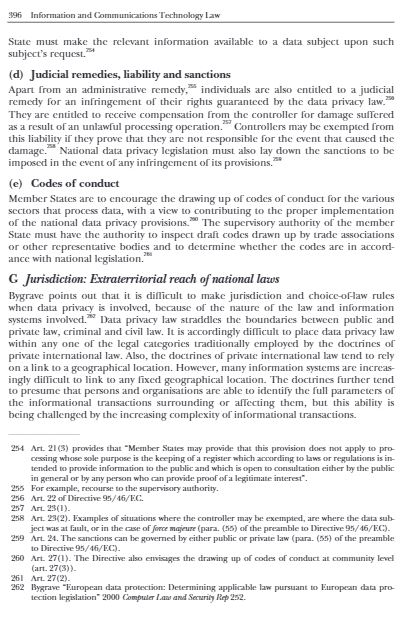 396 Information and Communications Technology Law
State must make the relevant information available to a data subject upon such
subject's request.254
(d) Judicial remedies, liability and sanctions
Apart from an administrative remedy,255 individuals are also entitled to a judicial
remedy for an infringement of their rights guaranteed by the data privacy law.256
They are entitled to receive compensation from the controller for damage suffered
as a result of an unlawful processing operation.257 Controllers may be exempted from
this liability if they prove that they are not responsible for the event that caused the
damage.258 National data privacy legislation must also lay down the sanctions to be
imposed in the event of any infringement of its provisions.259
(e) Codes of conduct
Member States are to encourage the drawing up of codes of conduct for the various
sectors that process data, with a view to contributing to the proper implementation
of the national data privacy provisions.260 The supervisory authority of the member
State must have the authority to inspect draft codes drawn up by trade associations
or other representative bodies and to determine whether the codes are in accord-
ance with national legislation.261
G Jurisdiction: Extraterritorial reach of national laws
Bygrave points out that it is difficult to make jurisdiction and choice-of-law rules
when data privacy is involved, because of the nature of the law and information
systems involved.262 Data privacy law straddles the boundaries between public and
private law, criminal and civil law. It is accordingly difficult to place data privacy law
within any one of the legal categories traditionally employed by the doctrines of
private international law. Also, the doctrines of private international law tend to rely
on a link to a geographical location. However, many information systems are increas-
ingly difficult to link to any fixed geographical location. The doctrines further tend
to presume that persons and organisations are able to identify the full parameters of
the informational transactions surrounding or affecting them, but this ability is
being challenged by the increasing complexity of informational transactions.
254 Art. 21(3) provides that "Member States may provide that this provision does not apply to pro-
cessing whose sole purpose is the keeping of a register which according to laws or regulations is in-
tended to provide information to the public and which is open to consultation either by the public
in general or by any person who can provide proof of a legitimate interest".
255 For example, recourse to the supervisory authority.
256 Art. 22 of Directive 95/46/EC.
257 Art. 23(1).
258 Art. 23(2). Examples of situations where the controller may be exempted, are where the data sub-
ject was at fault, or in the case of force majeure (para. (55) of the preamble to Directive 95/46/EC).
259 Art. 24. The sanctions can be governed by either public or private law (para. (55) of the preamble
to Directive 95/46/EC).
260 Art. 27(1). The Directive also envisages the drawing up of codes of conduct at community level
(art. 27(3)).
261 Art. 27(2).
262 Bygrave "European data protection: Determining applicable law pursuant to European data pro-
tection legislation" 2000 Computer Law and Security Rep 252.